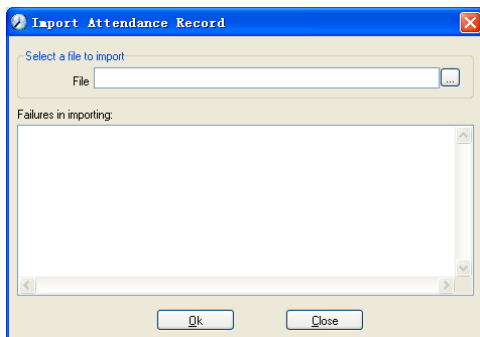 Import Attendance Record
Select a file to import
File
...
Failures in importing:
Ok
Close